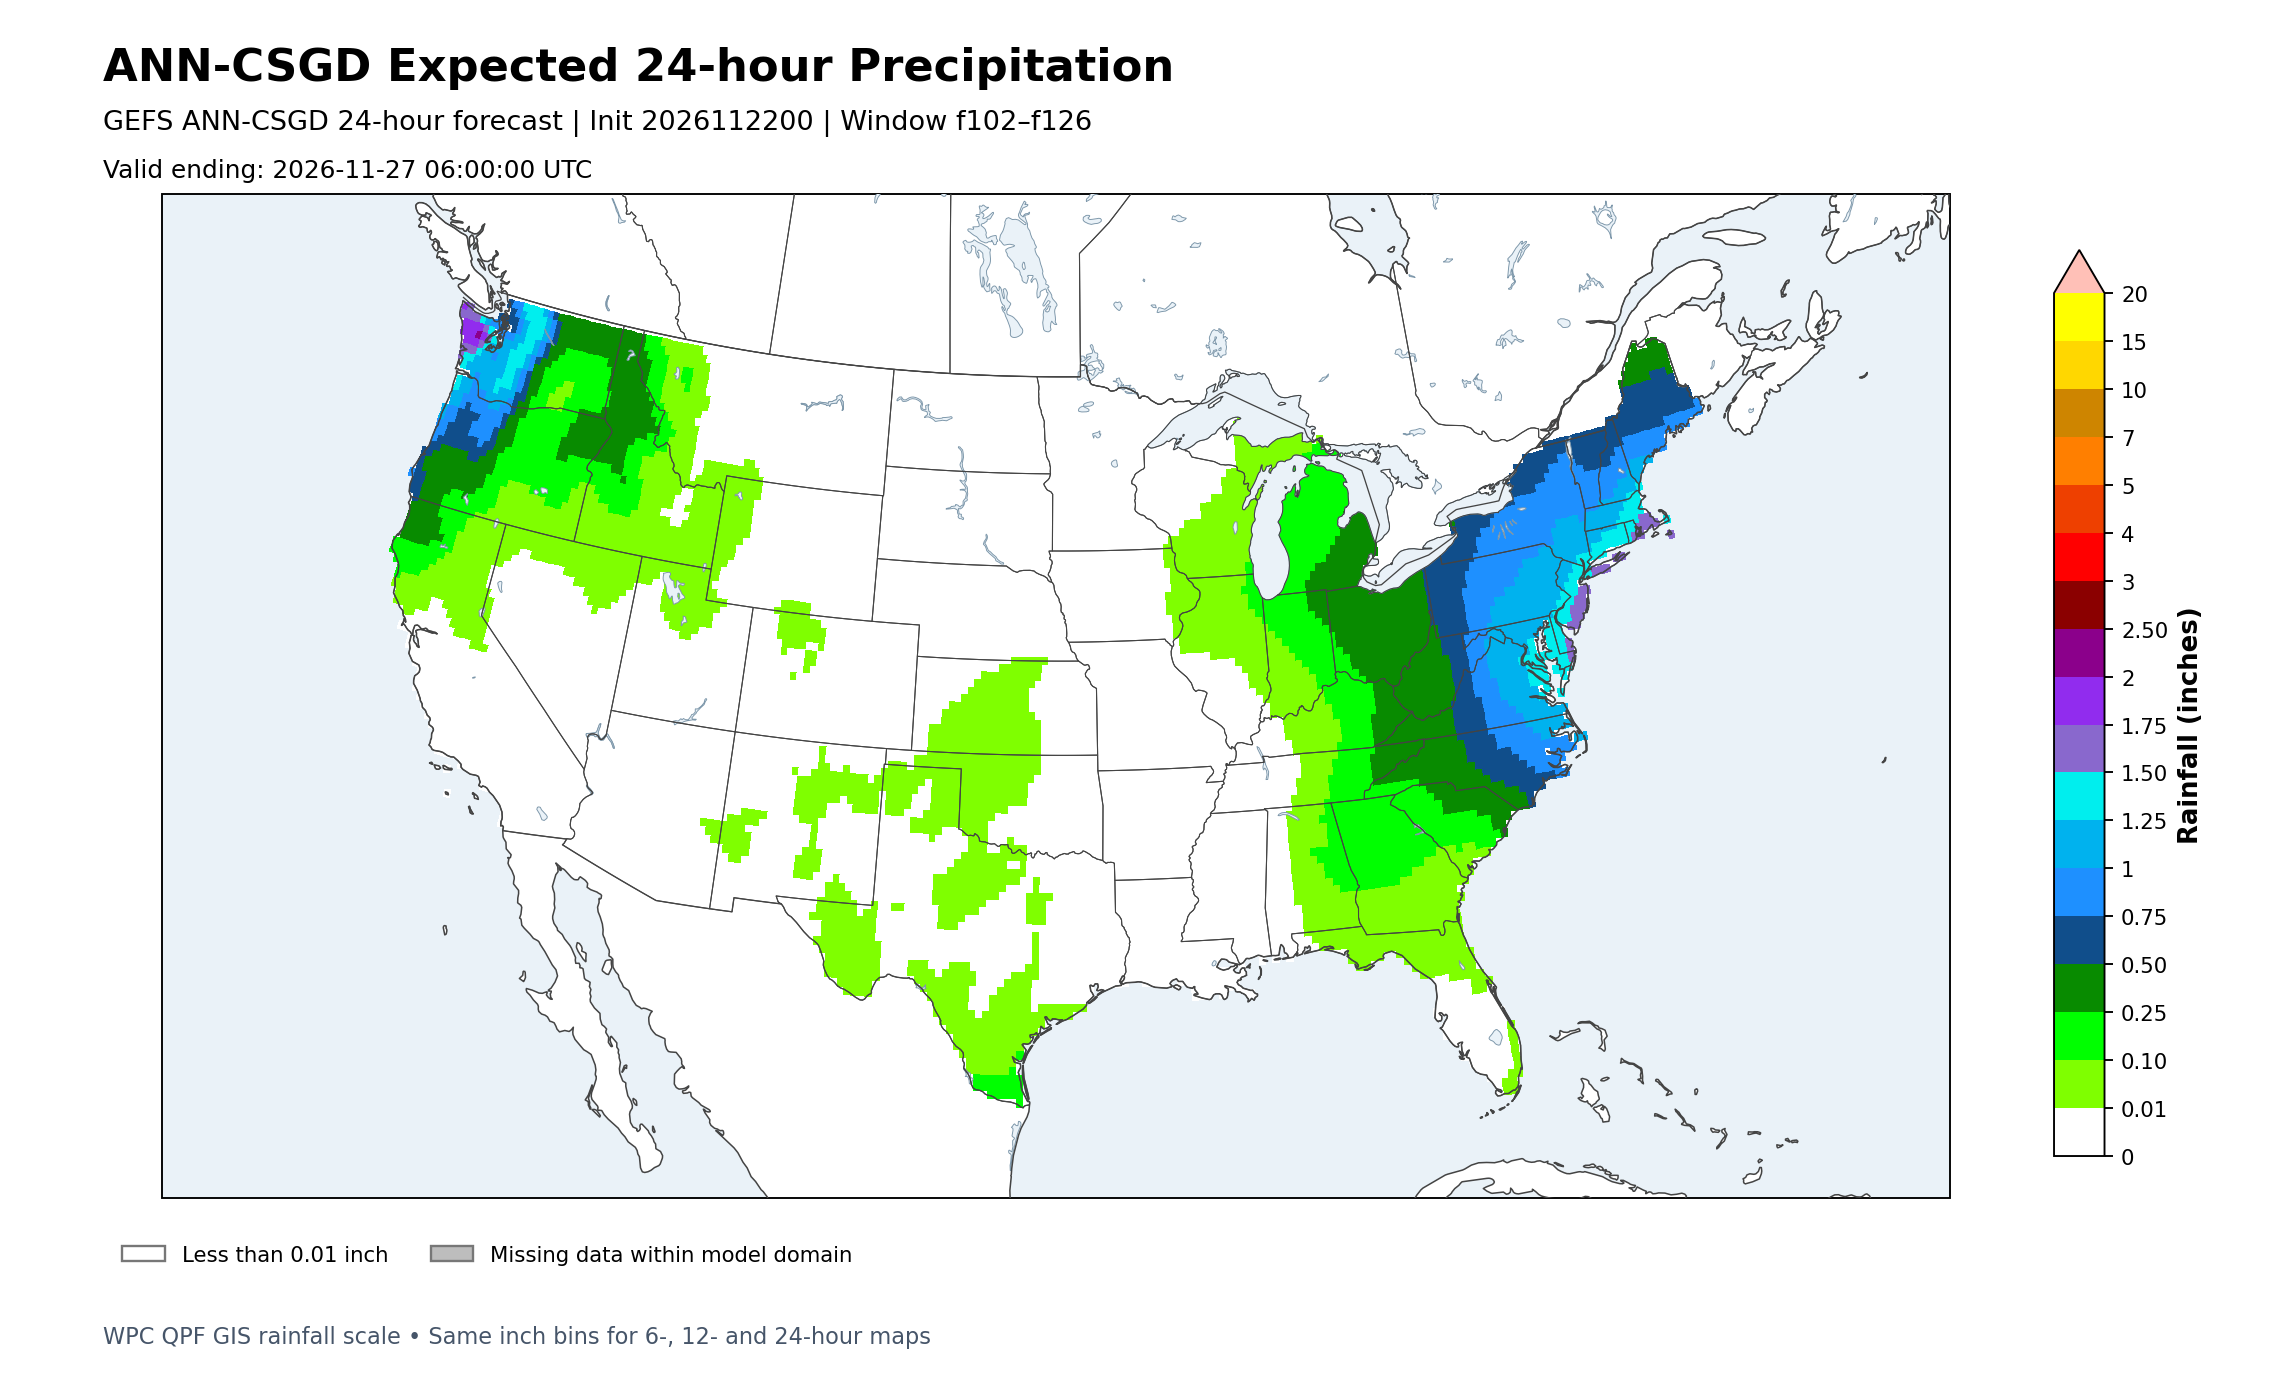 ANN-CSGD Expected 24-hour Precipitation
GEFS ANN-CSGD 24-hour forecast | Init 2026112200 | Window f102–f126
Valid ending: 2026-11-27 06:00:00 UTC
20
15
10
7
5
4
3
2.50
2
1.75
1.50
1.25
1
0.75
0.50
0.25
0.10
0.01
0
Rainfall (inches)
Less than 0.01 inch
Missing data within model domain
WPC QPF GIS rainfall scale • Same inch bins for 6-, 12- and 24-hour maps